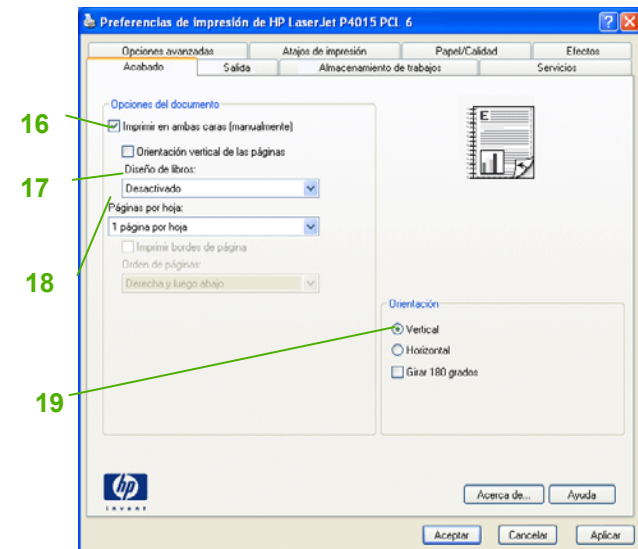 Preferencias de impresión de HP LaserJet P4015 PCL 6
Opciones avanzadas Atajos de impresión Papel/Calidad Efectos
Acabado Salida Almacenamiento de trabajos Servicios
Opciones del documento
16 Imprimir en ambas caras (manualmente)
E
Orientación vertical de las páginas
Diseño de libros:
17 Desactivado
Páginas por hoja:
1 página por hoja
Imprimir bordes de página
Orden de páginas:
18 Derecha y luego abajo
Orientación
Vertical
Horizontal
Girar 180 grados
19
hp
invent
Acerca de... Ayuda
Aceptar Cancelar Aplicar